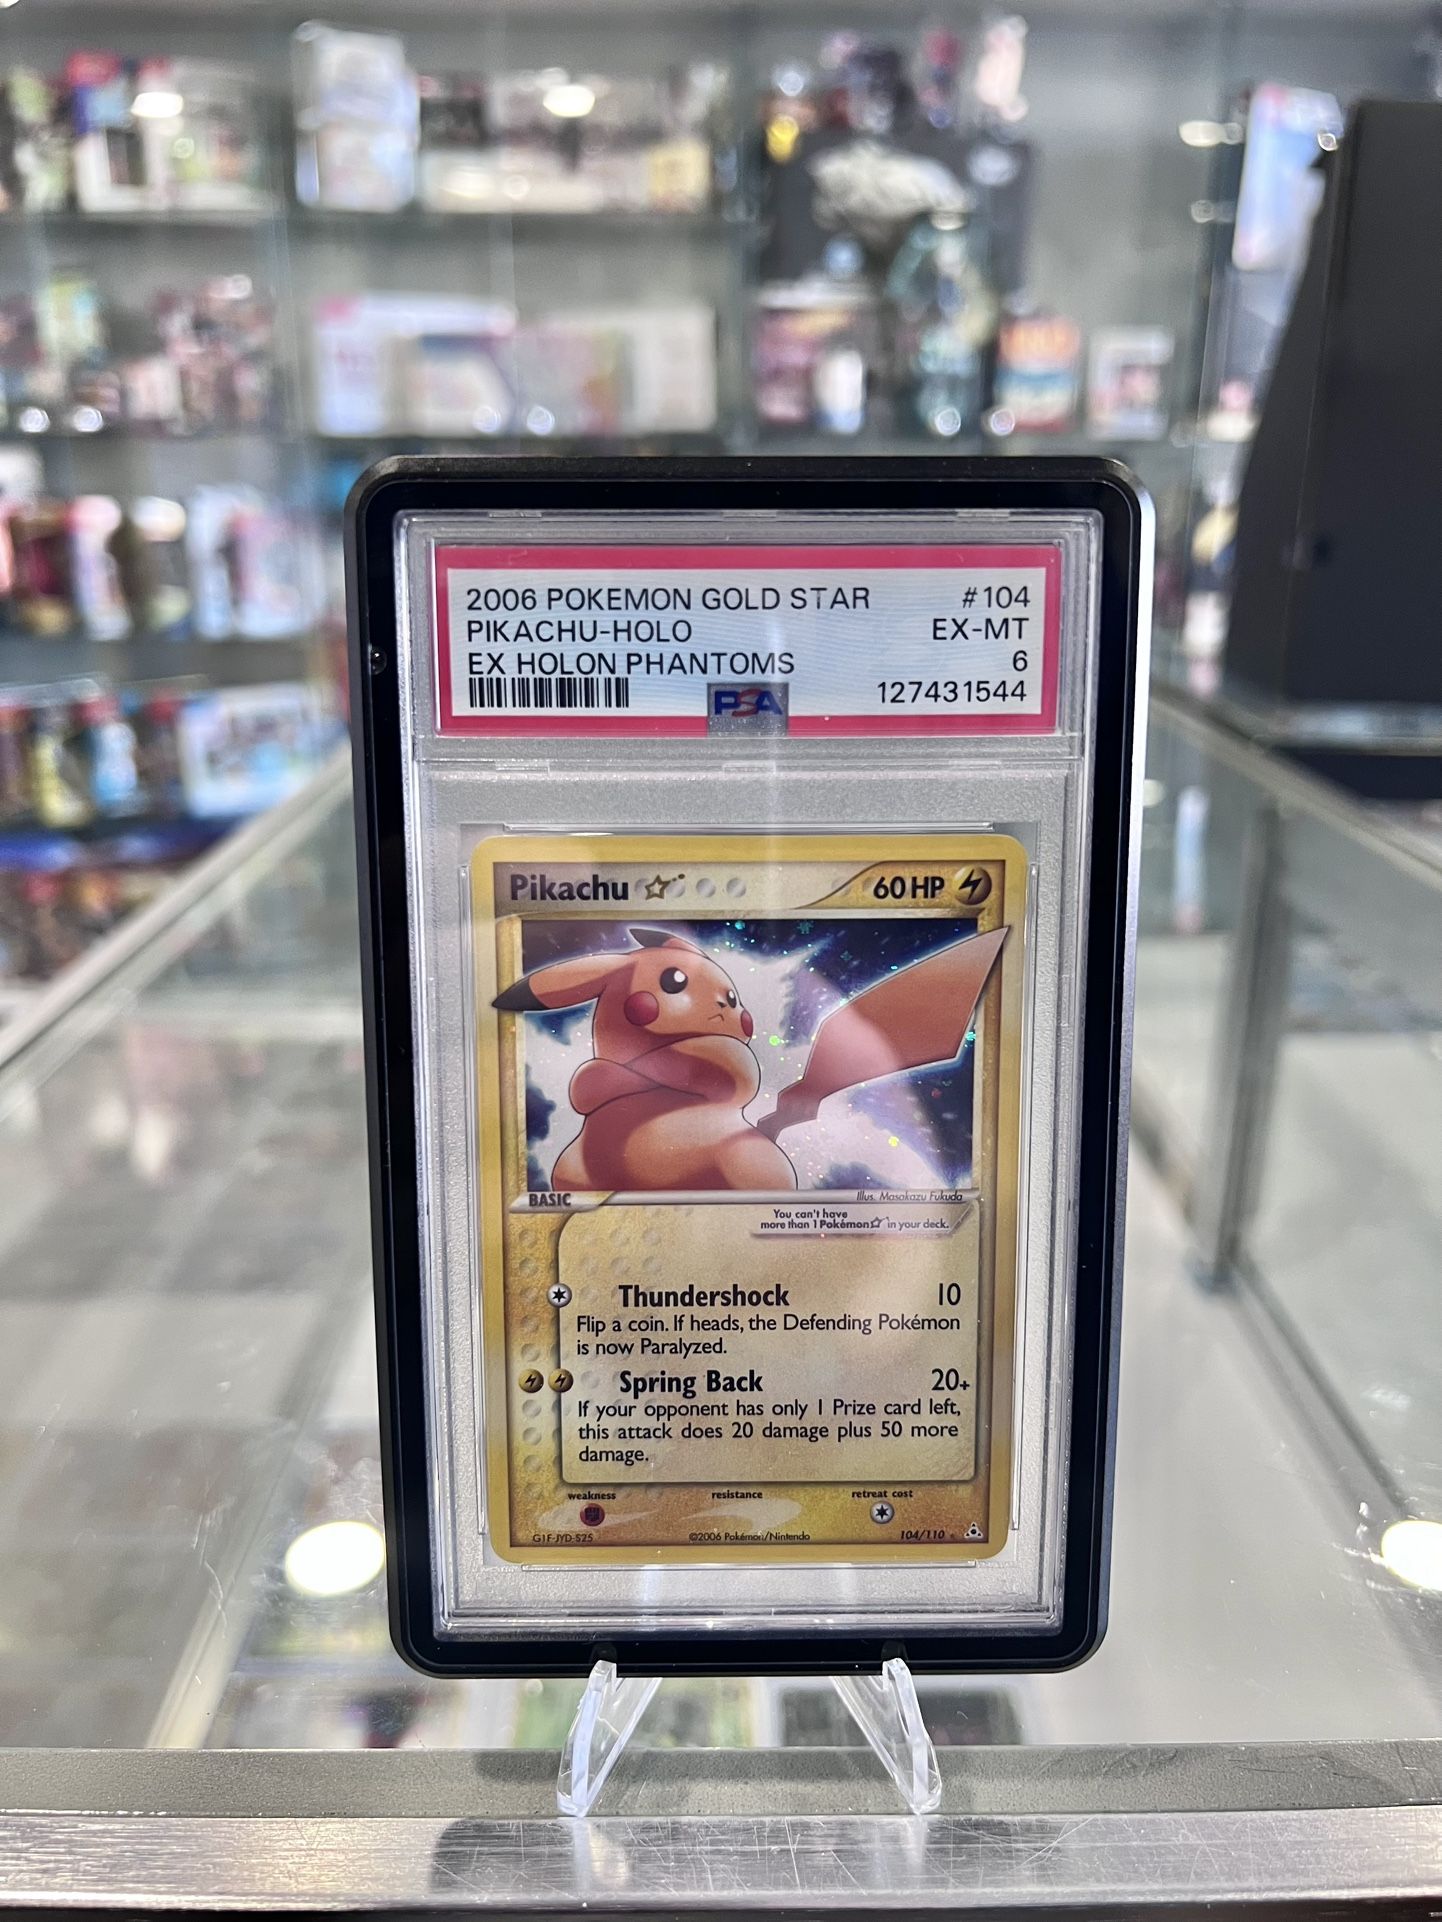 2006 POKEMON GOLD STAR #104
PIKACHU-HOLO EX-MT
EX HOLON PHANTOMS 6
PSA 127431544
Pikachu 60 HP
BASIC Illus. Masakazu Fukuda
You can't have
more than 1 Pokémon☆ in your deck.
Thundershock 10
Flip a coin. If heads, the Defending Pokémon
is now Paralyzed.
Spring Back 20+
If your opponent has only 1 Prize card left,
this attack does 20 damage plus 50 more
damage.
weakness resistance retreat cost
G1F-JYD-S25 ©2006 Pokémon/Nintendo 104/110